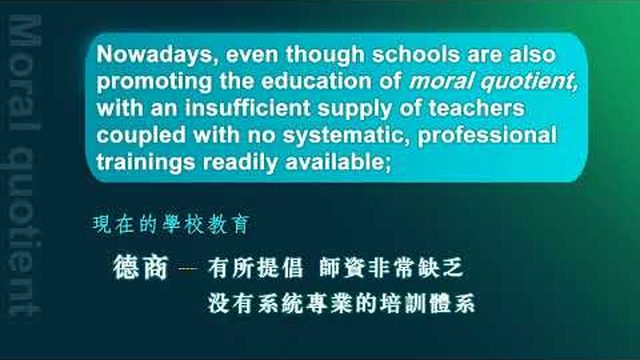 Moral quotient
Nowadays, even though schools are also
promoting the education of moral quotient,
with an insufficient supply of teachers
coupled with no systematic, professional
trainings readily available;
現在的學校教育
德商 — 有所提倡 師資非常缺乏
没有系統專業的培訓體系